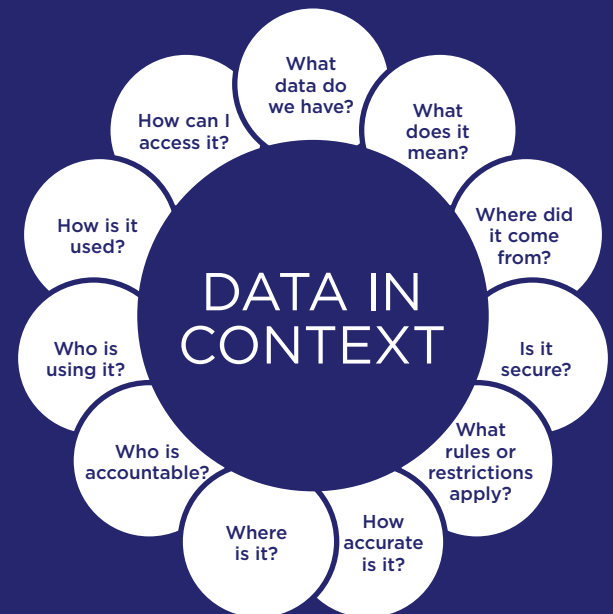 What
data do
we have?
What
does it
mean?
Where did
it come
from?
Is it
secure?
What
rules or
restrictions
apply?
How
accurate
is it?
Where
is it?
Who is
accountable?
Who is
using it?
How is it
used?
How can I
access it?
DATA IN
CONTEXT